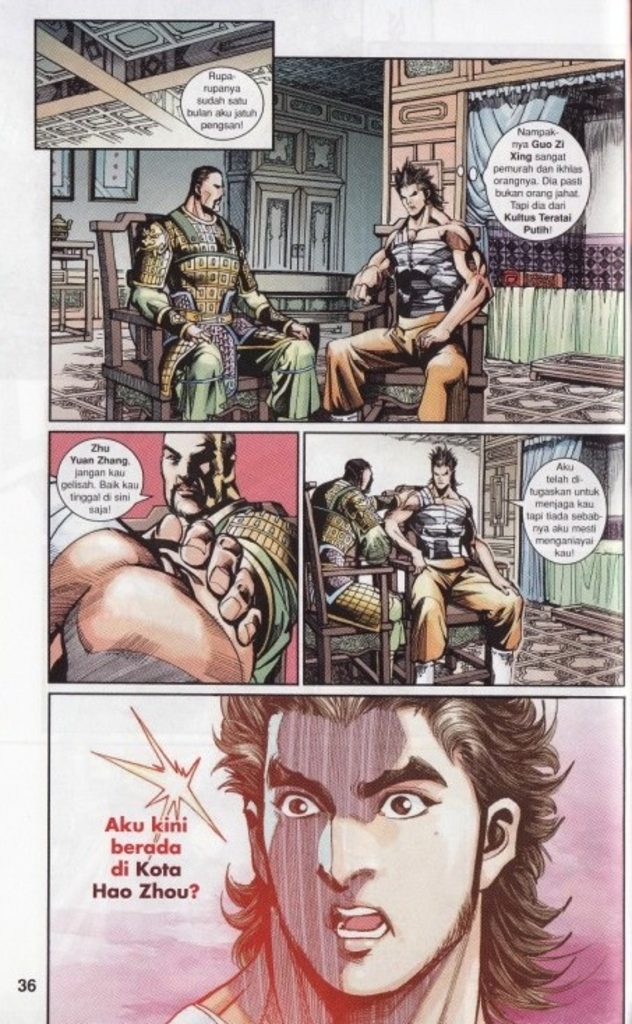 Rupa-
rupanya
sudah satu
bulan aku jatuh
pengsan!
Nampak-
nya Guo Zi
Xing sangat
pemurah dan ikhlas
orangnya. Dia pasti
bukan orang jahat.
Tapi dia dari
Kultus Teratai
Putih!
Zhu
Yuan Zhang,
jangan kau
gelisah. Baik kau
tinggal di sini
saja!
Aku
telah di-
tugaskan untuk
menjaga kau
tapi tiada sebab-
nya aku mesti
menganiayai
kau!
Aku kini
berada
di Kota
Hao Zhou?
36